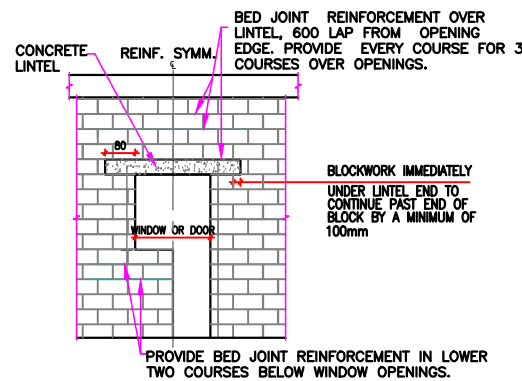 BED JOINT REINFORCEMENT OVER
LINTEL, 600 LAP FROM OPENING
EDGE. PROVIDE EVERY COURSE FOR 3
COURSES OVER OPENINGS.
CONCRETE
LINTEL
REINF. SYMM.
℄
80
BLOCKWORK IMMEDIATELY
UNDER LINTEL END TO
CONTINUE PAST END OF
BLOCK BY A MINIMUM OF
100mm
WINDOW OR DOOR
PROVIDE BED JOINT REINFORCEMENT IN LOWER
TWO COURSES BELOW WINDOW OPENINGS.